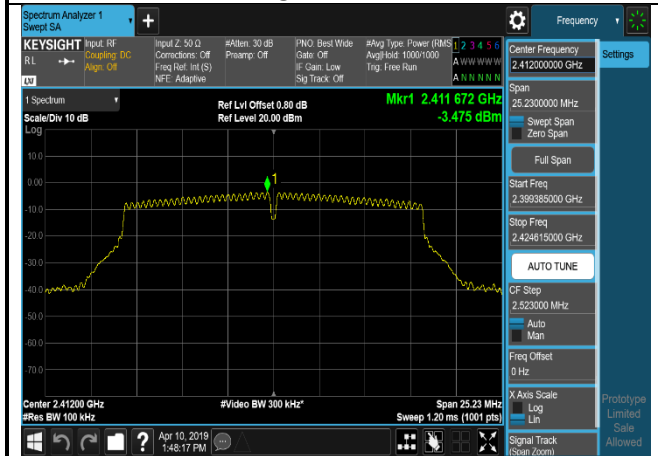 Spectrum Analyzer 1
Swept SA
Frequency
KEYSIGHT
RL
LXI
Input: RF
Coupling: DC
Align: Off
Input Z: 50 Ω
Corrections: Off
Freq Ref: Int (S)
NFE: Adaptive
#Atten: 30 dB
Preamp: Off
PNO: Best Wide
Gate: Off
IF Gain: Low
Sig Track: Off
#Avg Type: Power (RMS
Avg|Hold: 1000/1000
Trig: Free Run
1 2 3 4 5 6
A W W W W W
A N N N N N
1 Spectrum
Scale/Div 10 dB
Log
Ref Lvl Offset 0.80 dB
Ref Level 20.00 dBm
Mkr1 2.411 672 GHz
-3.475 dBm
10.0
0.00
-10.0
-20.0
-30.0
-40.0
-50.0
-60.0
-70.0
1
Center 2.41200 GHz
#Res BW 100 kHz
#Video BW 300 kHz*
Span 25.23 MHz
Sweep 1.20 ms (1001 pts)
?
Apr 10, 2019
1:48:17 PM
Center Frequency
2.412000000 GHz
Span
25.2300000 MHz
Swept Span
Zero Span
Full Span
Start Freq
2.399385000 GHz
Stop Freq
2.424615000 GHz
AUTO TUNE
CF Step
2.523000 MHz
Auto
Man
Freq Offset
0 Hz
X Axis Scale
Log
Lin
Signal Track
(Span Zoom)
Settings
Prototype
Limited
Sale
Allowed